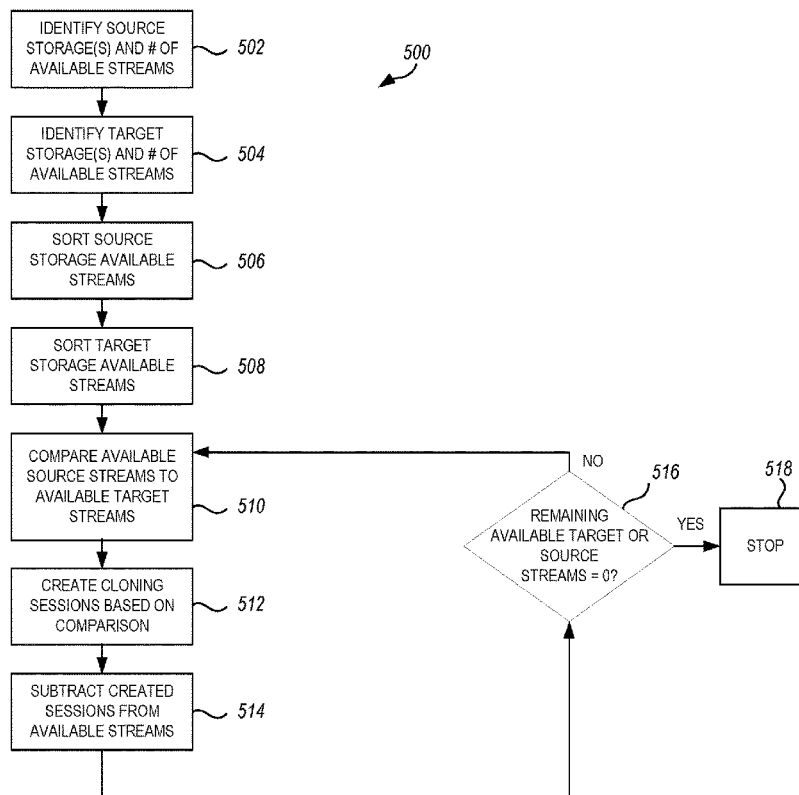 IDENTIFY SOURCE
STORAGE(S) AND # OF
AVAILABLE STREAMS
502
500
IDENTIFY TARGET
STORAGE(S) AND # OF
AVAILABLE STREAMS
504
SORT SOURCE
STORAGE AVAILABLE
STREAMS
506
SORT TARGET
STORAGE AVAILABLE
STREAMS
508
COMPARE AVAILABLE
SOURCE STREAMS TO
AVAILABLE TARGET
STREAMS
510
NO
516
REMAINING
AVAILABLE TARGET OR
SOURCE
STREAMS = 0?
YES
518
STOP
CREATE CLONING
SESSIONS BASED ON
COMPARISON
512
SUBTRACT CREATED
SESSIONS FROM
AVAILABLE STREAMS
514